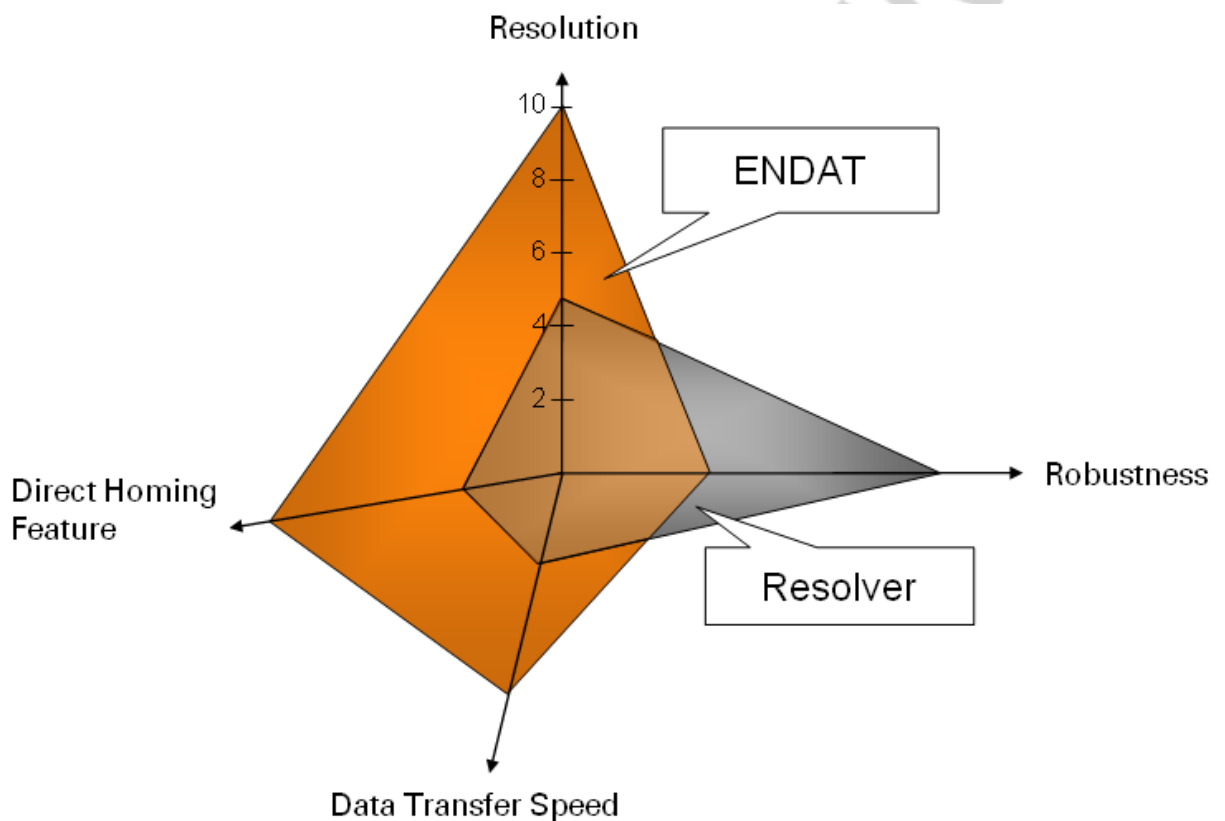 Resolution
10
ENDAT
8
6
4
2
Direct Homing
Feature
Robustness
Resolver
Data Transfer Speed